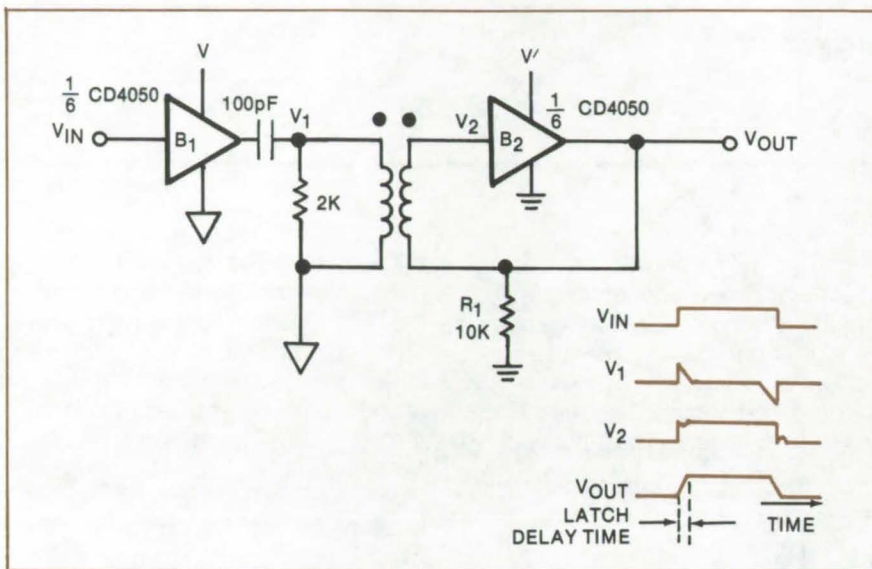 V
V′
1/6 CD4050
100pF
V1
V2
1/6 CD4050
VIN
B1
B2
VOUT
2K
R1
10K
VIN
V1
V2
VOUT
LATCH
DELAY TIME
TIME